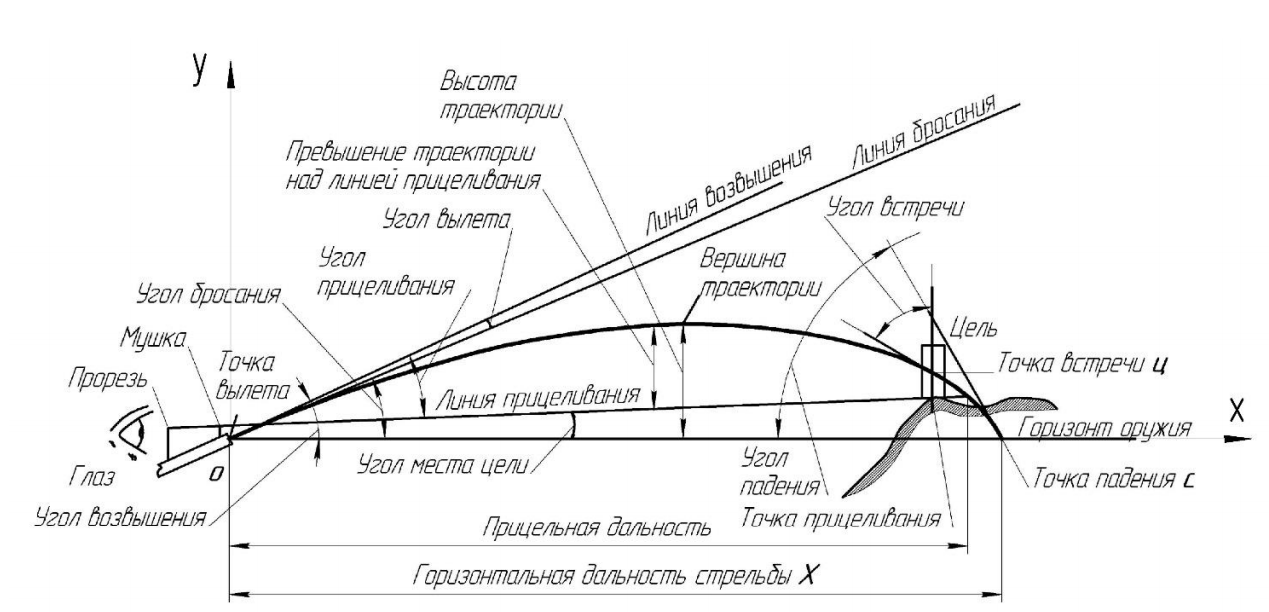 У
Высота
траектории
Превышение траектории
над линией прицеливания
Линия возвышения
Линия бросания
Угол вылета
Угол встречи
Угол
прицеливания
Вершина
траектории
Угол бросания
Мушка
Точка
вылета
Цель
Прорезь
Точка встречи Ц
Линия прицеливания
Х
Горизонт оружия
О
Глаз
Угол места цели
Угол
падения
Точка падения С
Угол возвышения
Точка прицеливания
Прицельная дальность
Горизонтальная дальность стрельбы Х